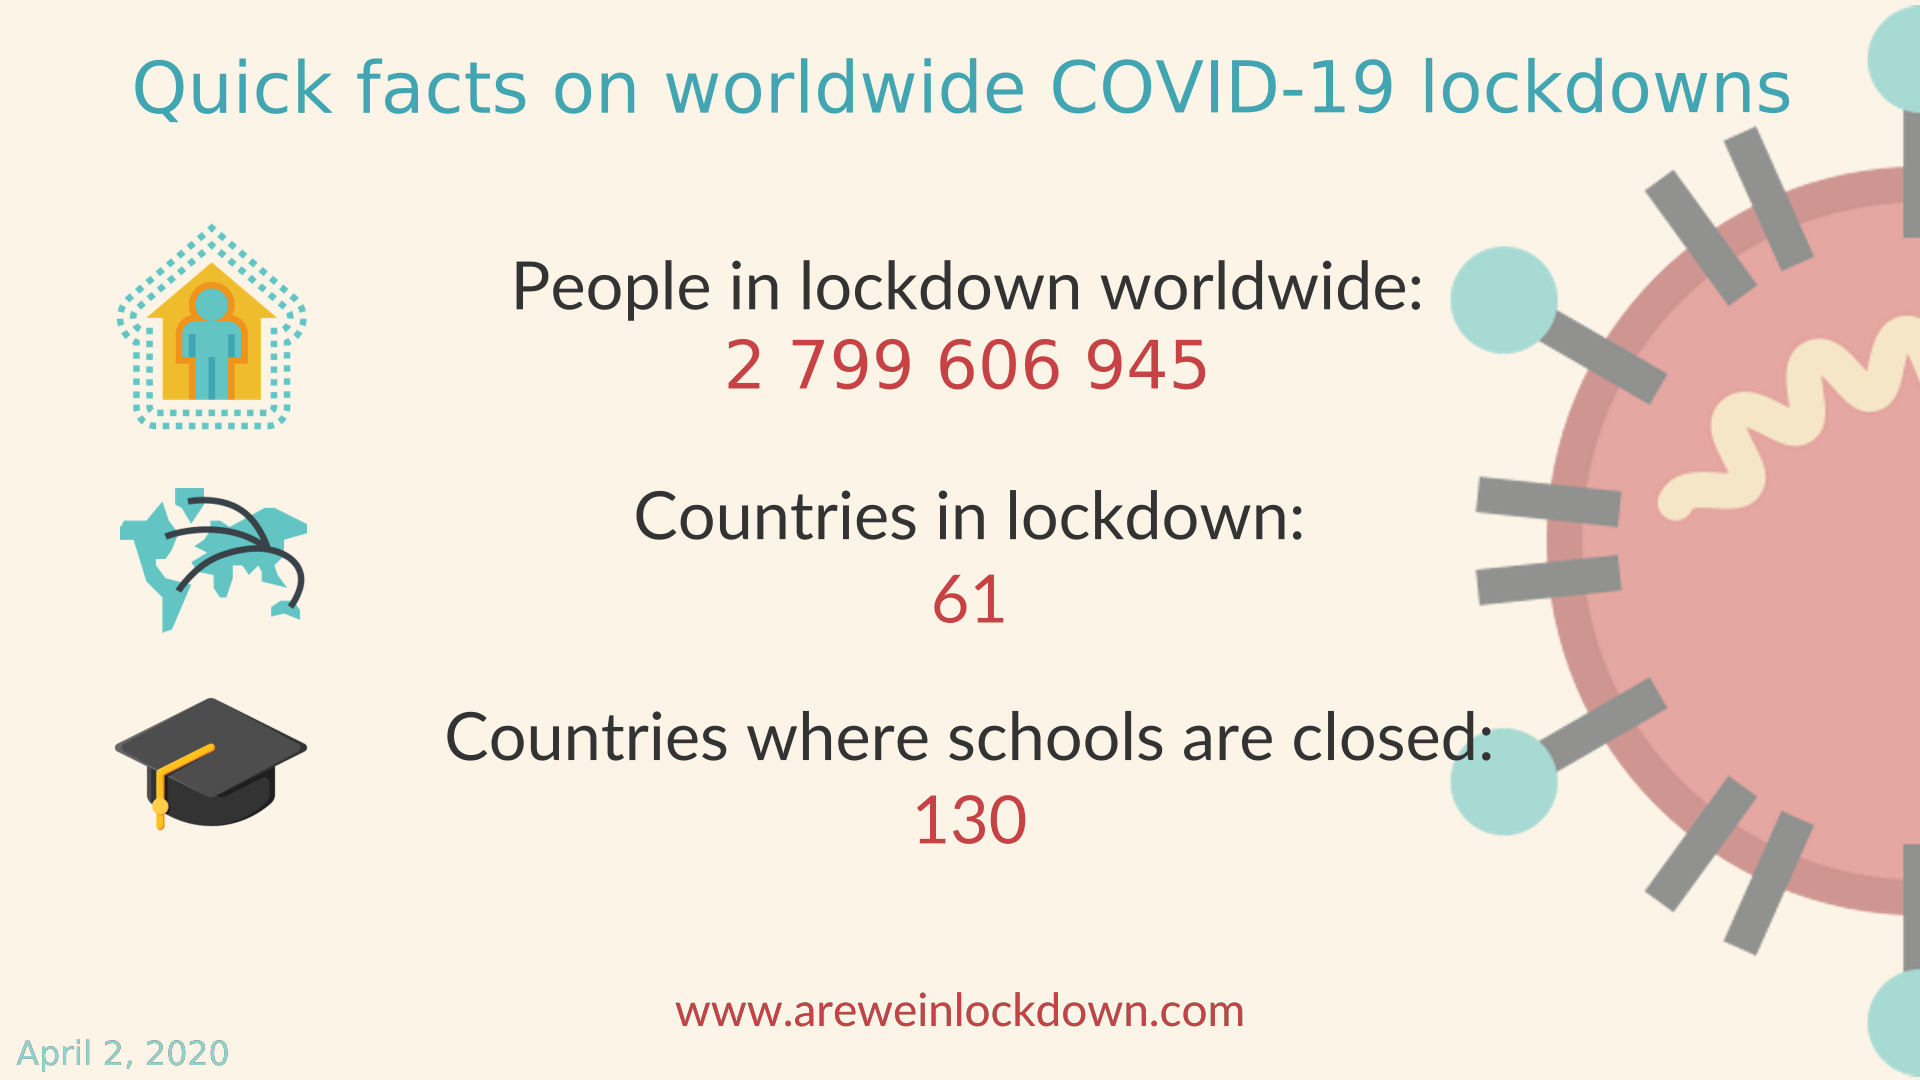 Quick facts on worldwide COVID-19 lockdowns
People in lockdown worldwide:
2 799 606 945
Countries in lockdown:
61
Countries where schools are closed:
130
www.areweinlockdown.com
April 2, 2020